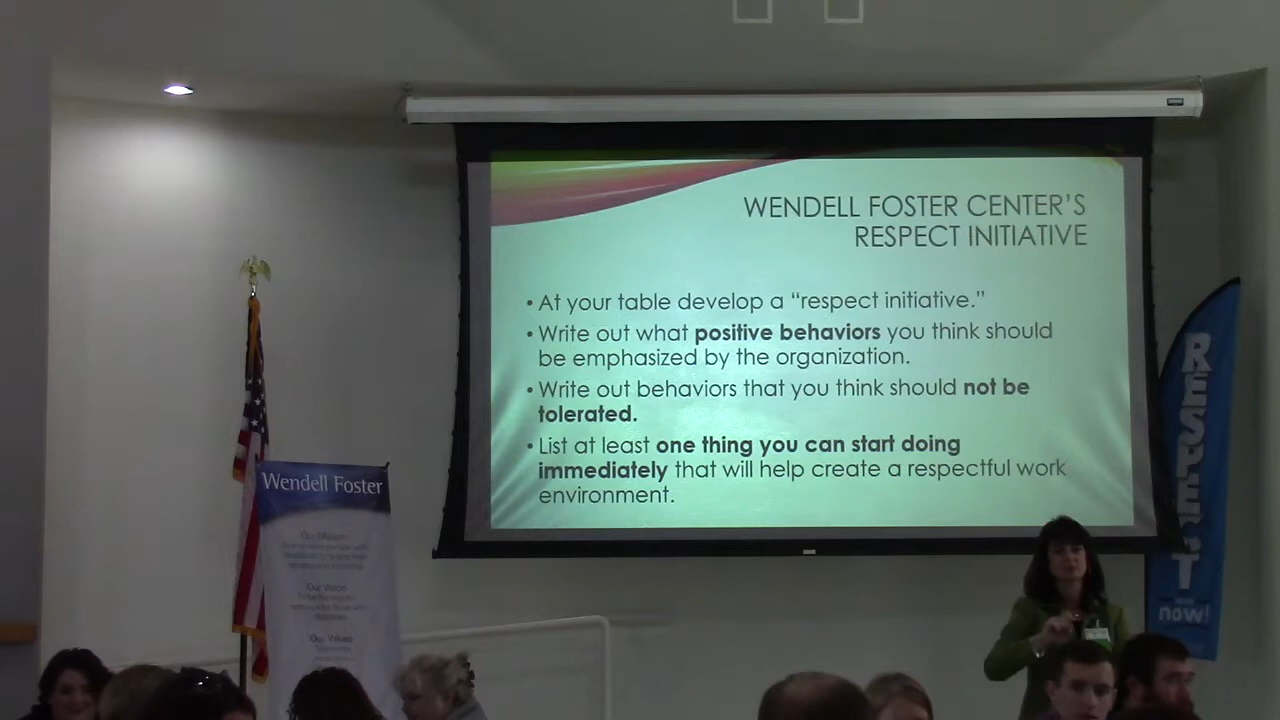 WENDELL FOSTER CENTER'S
RESPECT INITIATIVE
• At your table develop a “respect initiative.”
• Write out what positive behaviors you think should
be emphasized by the organization.
• Write out behaviors that you think should not be
tolerated.
• List at least one thing you can start doing
immediately that will help create a respectful work
environment.
Wendell Foster
Our Mission
Our Vision
Our Values
RESPECT
now!